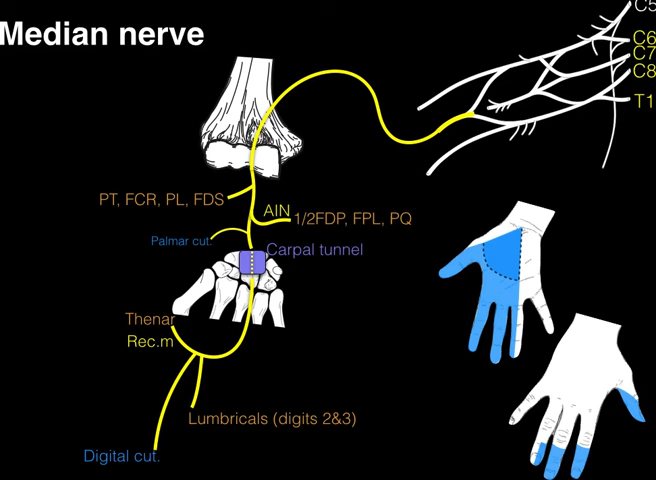 Median nerve
C5
C6
C7
C8
T1
PT, FCR, PL, FDS
AIN
1/2FDP, FPL, PQ
Palmar cut.
Carpal tunnel
Thenar
Rec.m
Lumbricals (digits 2&3)
Digital cut.